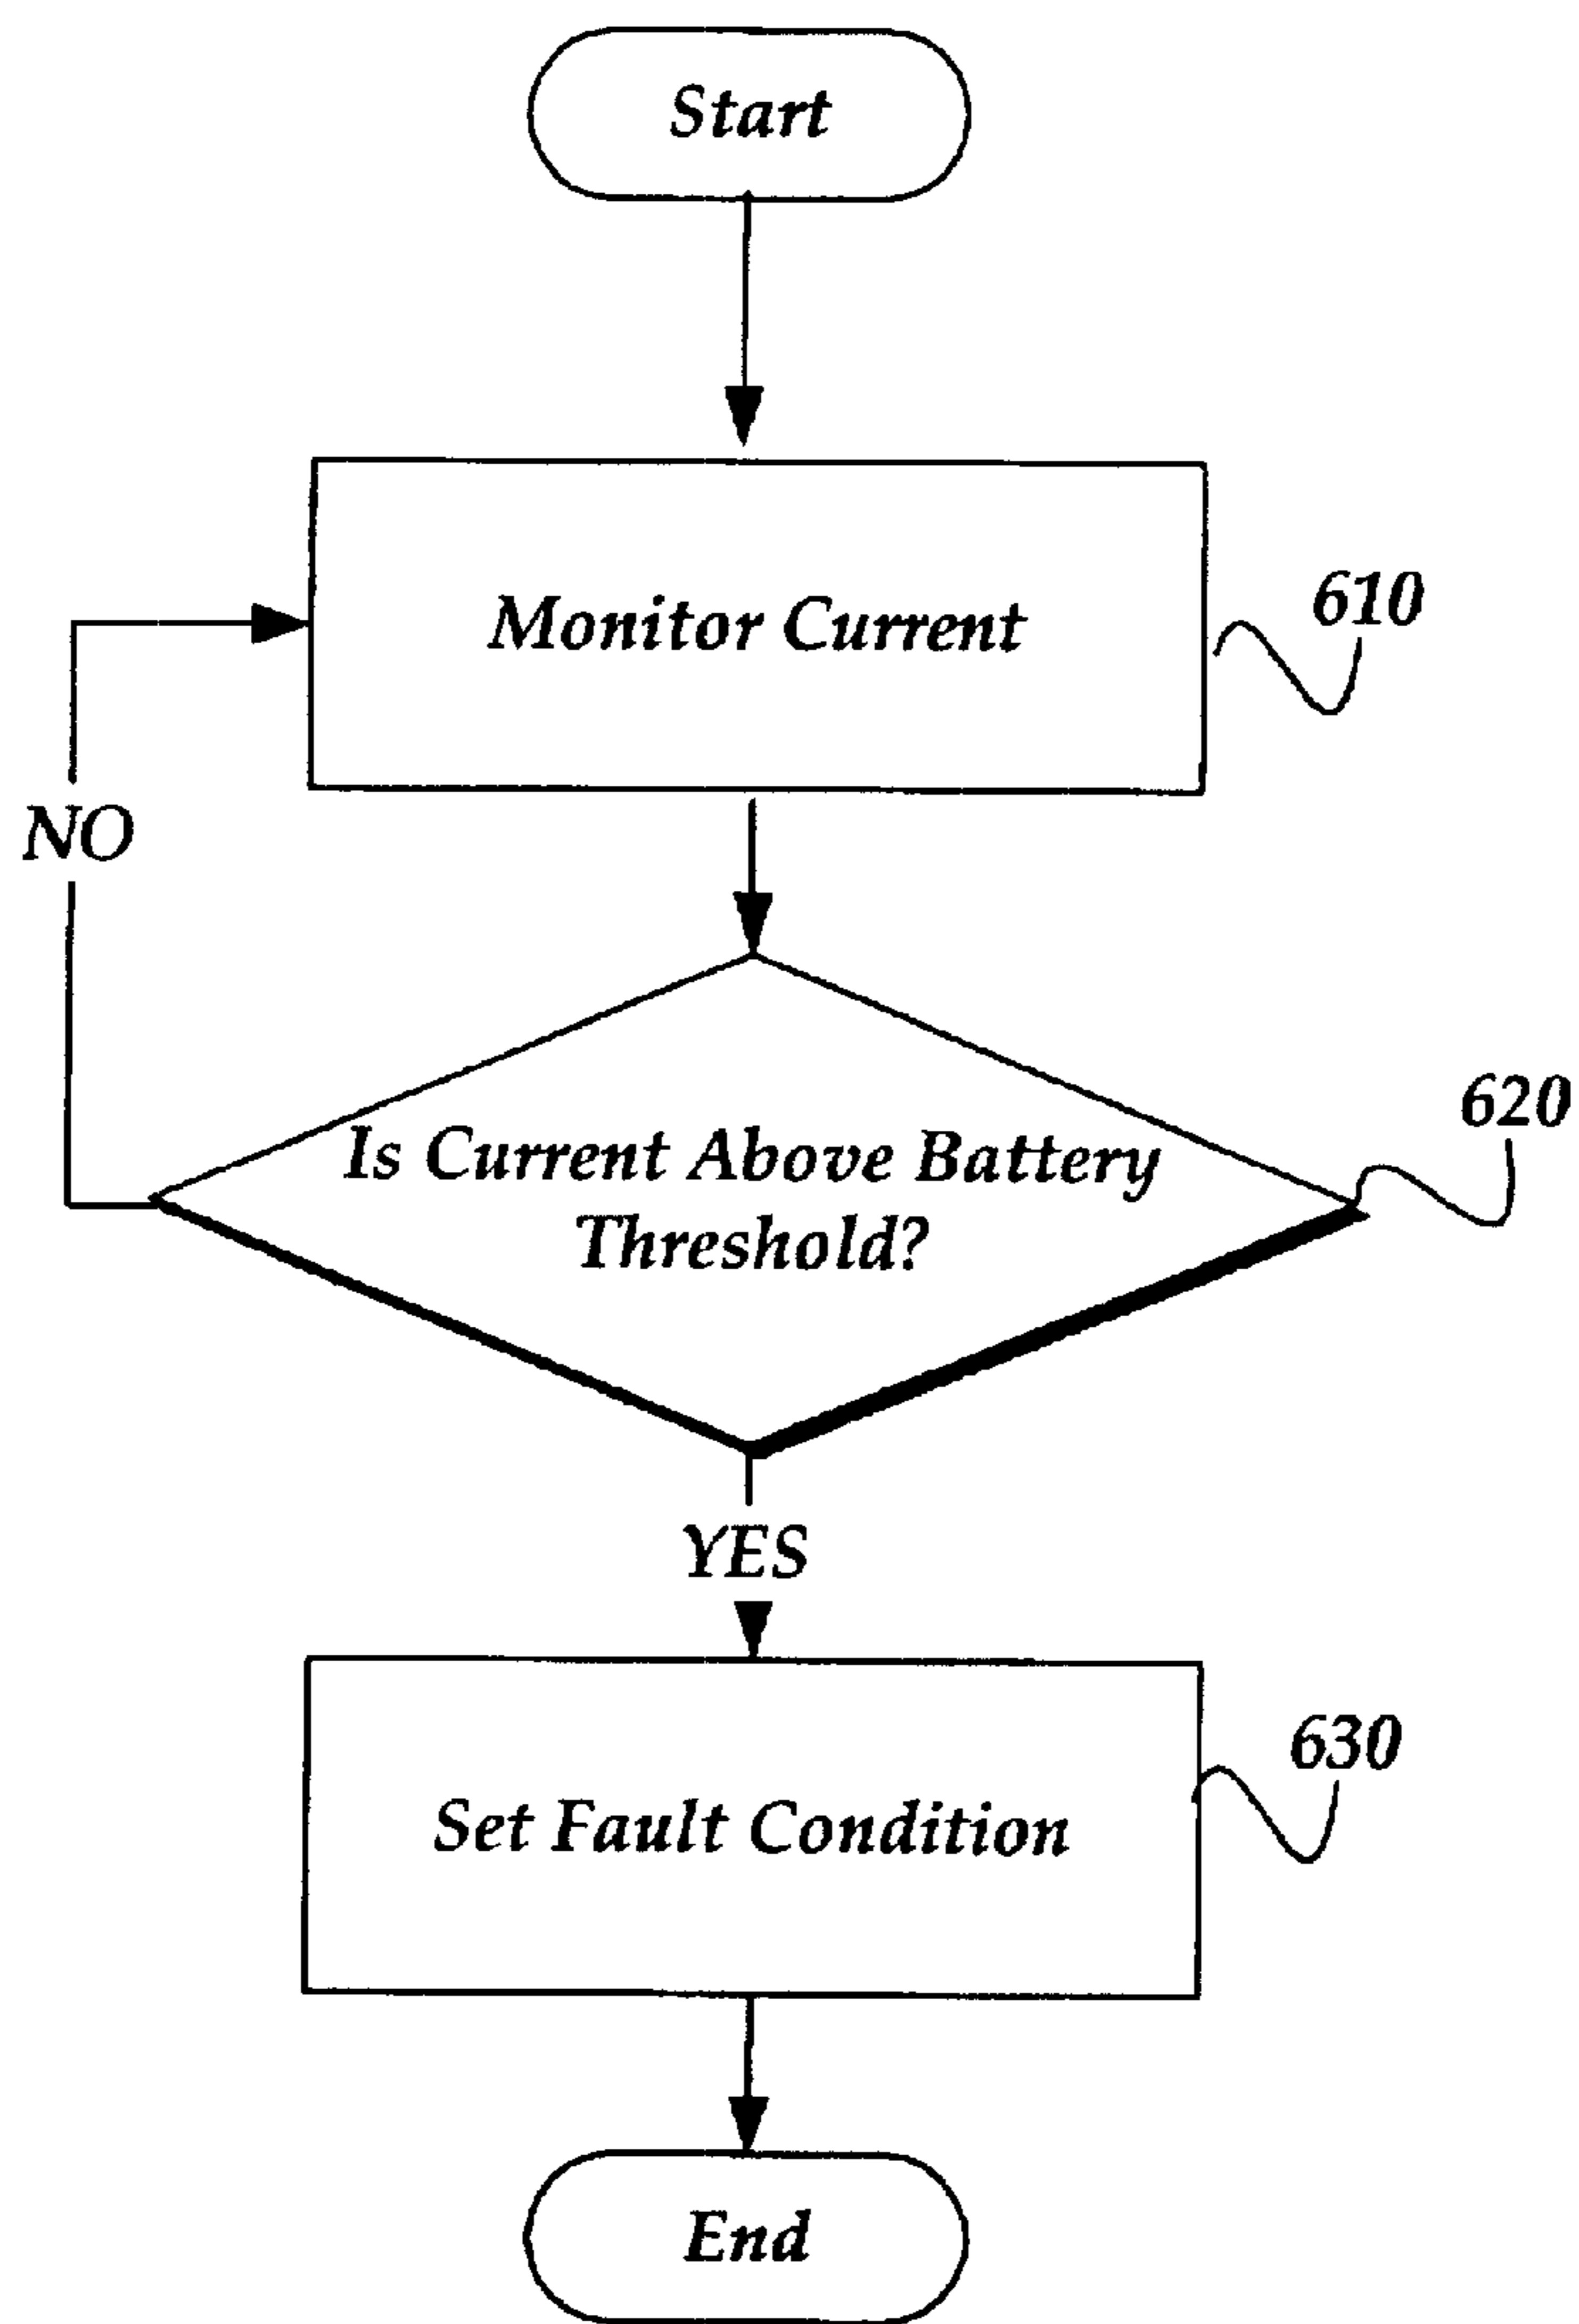 Start
Monitor Current
610
NO
Is Current Above Battery
Threshold?
620
YES
Set Fault Condition
630
End